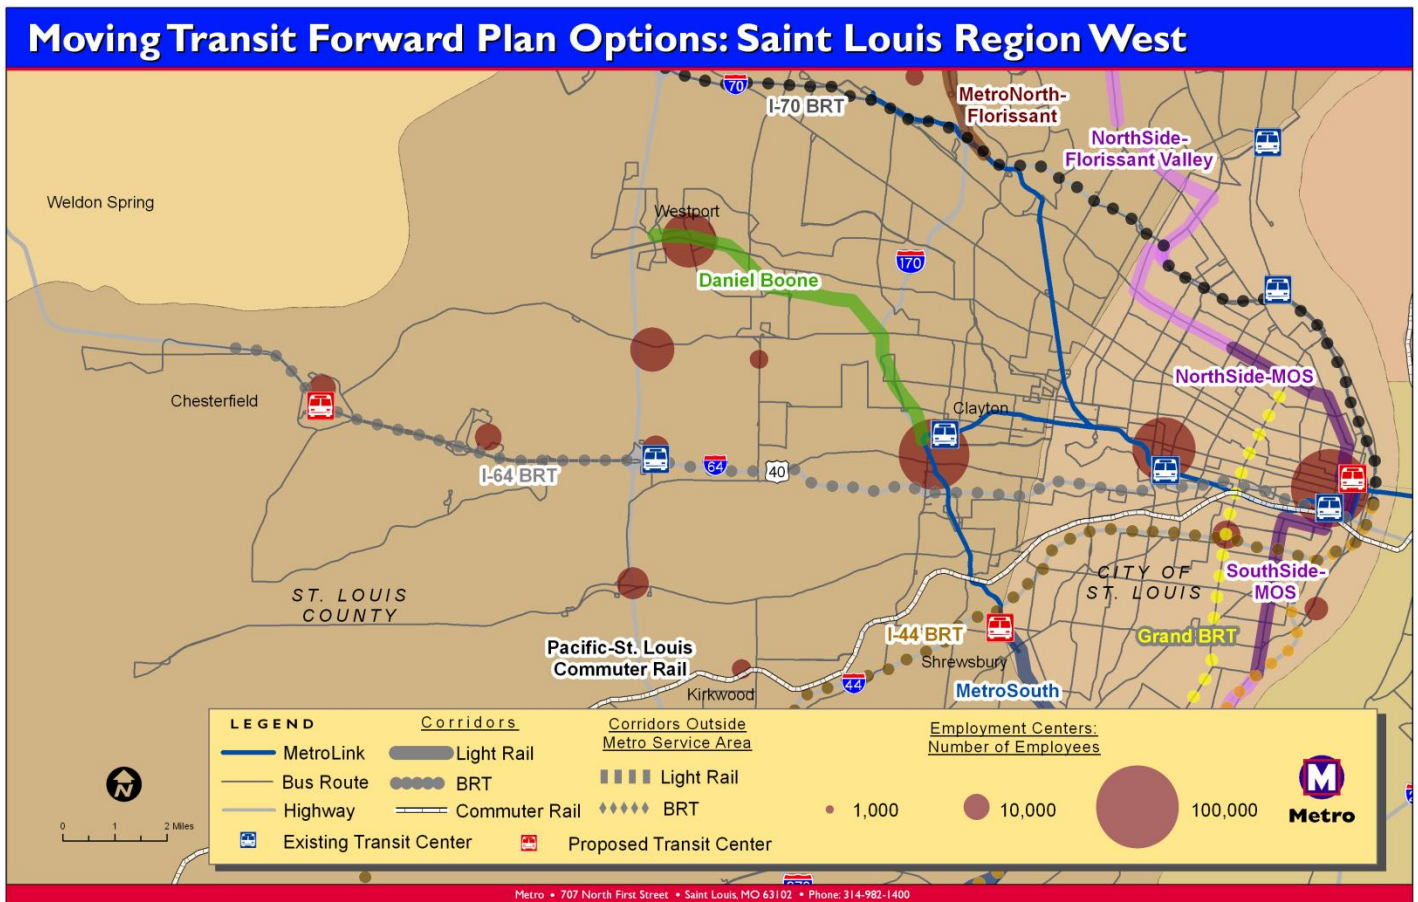 Moving Transit Forward Plan Options: Saint Louis Region West
70
I-70 BRT
MetroNorth-
Florissant
NorthSide-
Florissant Valley
Weldon Spring
Westport
170
Daniel Boone
NorthSide-MOS
Chesterfield
Clayton
I-64 BRT
64
40
ST. LOUIS
COUNTY
CITY OF
ST. LOUIS
SouthSide-
MOS
Pacific-St. Louis
Commuter Rail
I-44 BRT
Grand BRT
Shrewsbury
Kirkwood
44
MetroSouth
LEGEND
MetroLink
Bus Route
Highway
Existing Transit Center
Corridors
Light Rail
BRT
Commuter Rail
Proposed Transit Center
Corridors Outside
Metro Service Area
Light Rail
BRT
Employment Centers:
Number of Employees
1,000
10,000
100,000
M
Metro
N
0 1 2 Miles
Metro • 707 North First Street • Saint Louis, MO 63102 • Phone: 314-982-1400